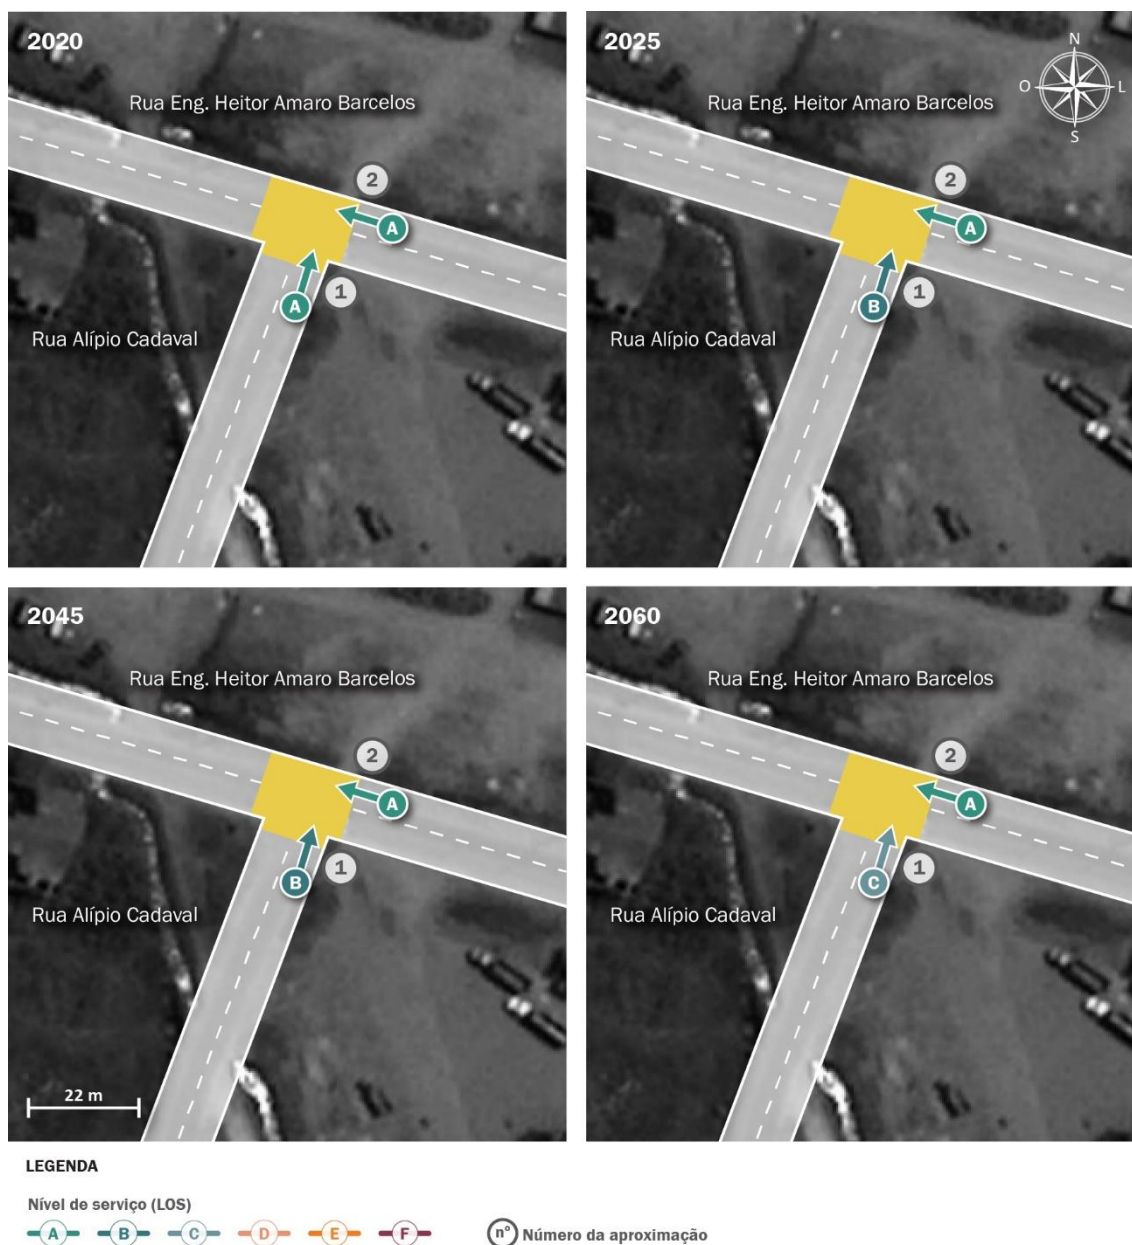 2020
Rua Eng. Heitor Amaro Barcelos
2
A
A
1
Rua Alípio Cadaval
2025
N
O
L
S
Rua Eng. Heitor Amaro Barcelos
2
A
B
1
Rua Alípio Cadaval
2045
Rua Eng. Heitor Amaro Barcelos
2
A
B
1
Rua Alípio Cadaval
22 m
2060
Rua Eng. Heitor Amaro Barcelos
2
A
C
1
Rua Alípio Cadaval
LEGENDA
Nível de serviço (LOS)
A B C D E F nº Número da aproximação